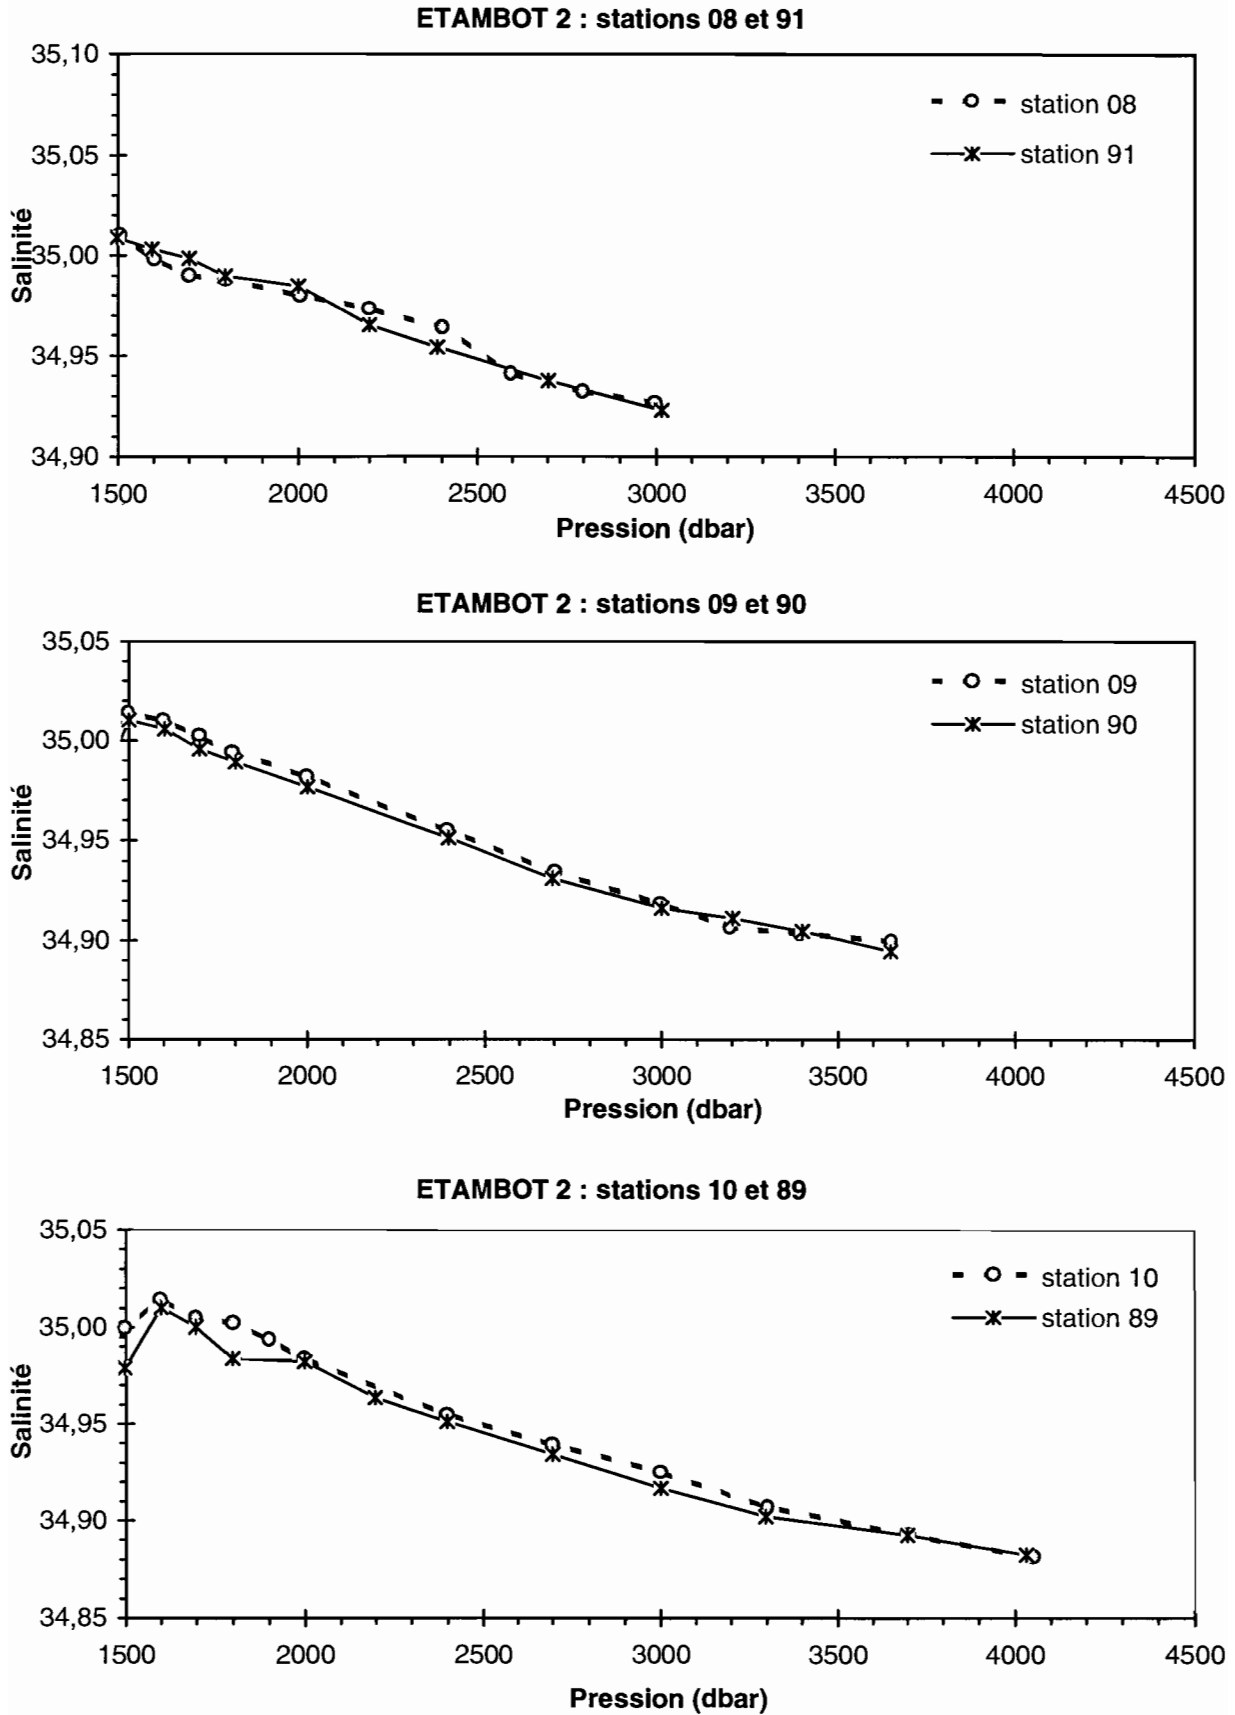 ETAMBOT 2 : stations 08 et 91
35,10
35,05
35,00
34,95
34,90
Salinité
station 08
station 91
1500 2000 2500 3000 3500 4000 4500
Pression (dbar)
ETAMBOT 2 : stations 09 et 90
35,05
35,00
34,95
34,90
34,85
Salinité
station 09
station 90
1500 2000 2500 3000 3500 4000 4500
Pression (dbar)
ETAMBOT 2 : stations 10 et 89
35,05
35,00
34,95
34,90
34,85
Salinité
station 10
station 89
1500 2000 2500 3000 3500 4000 4500
Pression (dbar)